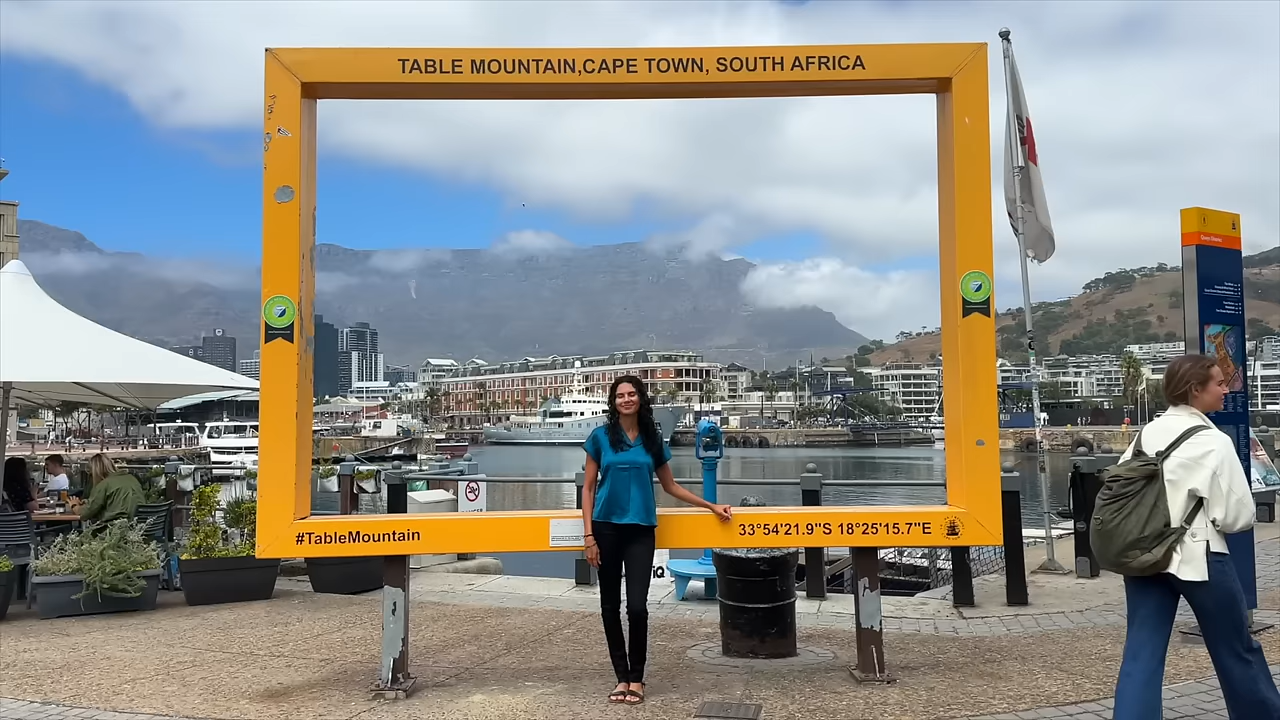 TABLE MOUNTAIN,CAPE TOWN, SOUTH AFRICA
#TableMountain
33°54'21.9"S 18°25'15.7"E